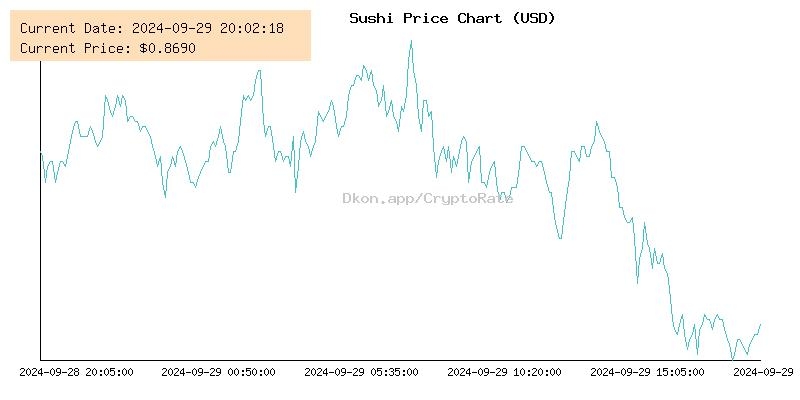 Sushi Price Chart (USD)
Current Date: 2024-09-29 20:02:18
Current Price: $0.8690
Dkon.app/CryptoRate
2024-09-28 20:05:00 2024-09-29 00:50:00 2024-09-29 05:35:00 2024-09-29 10:20:00 2024-09-29 15:05:00 2024-09-29